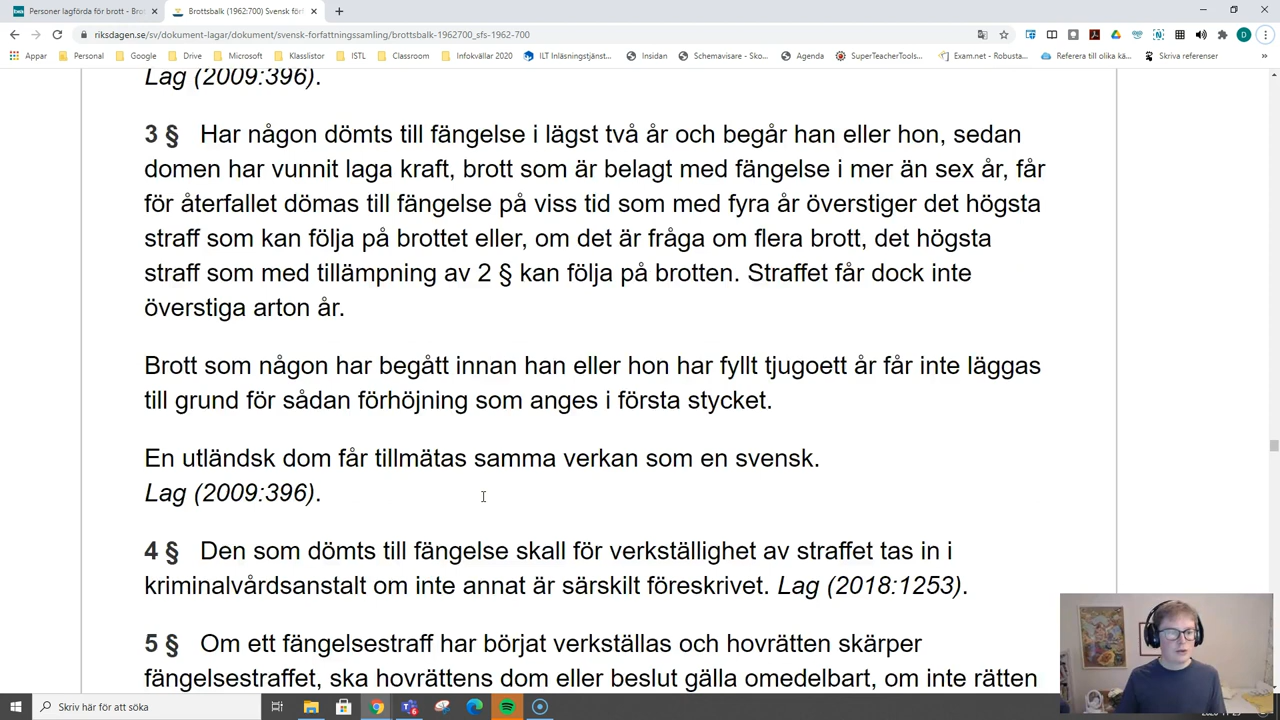 Personer lagförda för brott - Bro
Brottsbalk (1962:700) Svensk förf
riksdagen.se/sv/dokument-lagar/dokument/svensk-forfattningssamling/brottsbalk-1962700_sfs-1962-700
Appar Personal Google Drive Microsoft Klasslistor ISTL Classroom Infokvällar 2020 ILT Inläsningstjänst... Insidan Schemavisare - Sko... Agenda SuperTeacherTools... Exam.net - Robusta... Referera till olika kä... Skriva referenser
Lag (2009:396).
3 § Har någon dömts till fängelse i lägst två år och begår han eller hon, sedan
domen har vunnit laga kraft, brott som är belagt med fängelse i mer än sex år, får
för återfallet dömas till fängelse på viss tid som med fyra år överstiger det högsta
straff som kan följa på brottet eller, om det är fråga om flera brott, det högsta
straff som med tillämpning av 2 § kan följa på brotten. Straffet får dock inte
överstiga arton år.
Brott som någon har begått innan han eller hon har fyllt tjugoett år får inte läggas
till grund för sådan förhöjning som anges i första stycket.
En utländsk dom får tillmätas samma verkan som en svensk.
Lag (2009:396).
4 § Den som dömts till fängelse skall för verkställighet av straffet tas in i
kriminalvårdsanstalt om inte annat är särskilt föreskrivet. Lag (2018:1253).
5 § Om ett fängelsestraff har börjat verkställas och hovrätten skärper
fängelsestraffet, ska hovrättens dom eller beslut gälla omedelbart, om inte rätten
Skriv här för att söka